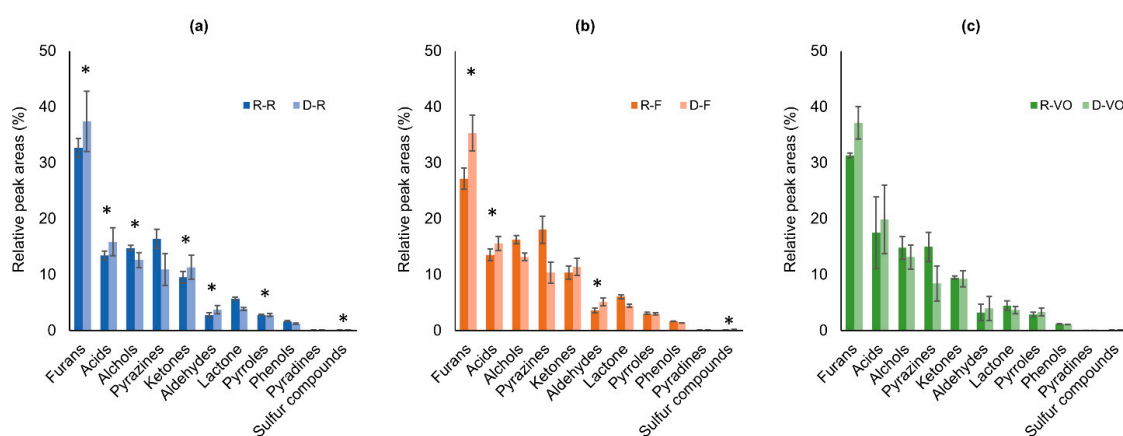 (a)
50
40
30
20
10
0
Relative peak areas (%)
R-R D-R
* * * * * * *
Furans
Acids
Alchols
Pyrazines
Ketones
Aldehydes
Lactone
Pyrroles
Phenols
Pyradines
Sulfur compounds
(b)
50
40
30
20
10
0
Relative peak areas (%)
R-F D-F
* * * *
Furans
Acids
Alchols
Pyrazines
Ketones
Aldehydes
Lactone
Pyrroles
Phenols
Pyradines
Sulfur compounds
(c)
50
40
30
20
10
0
Relative peak areas (%)
R-VO D-VO
Furans
Acids
Alchols
Pyrazines
Ketones
Aldehydes
Lactone
Pyrroles
Phenols
Pyradines
Sulfur compounds